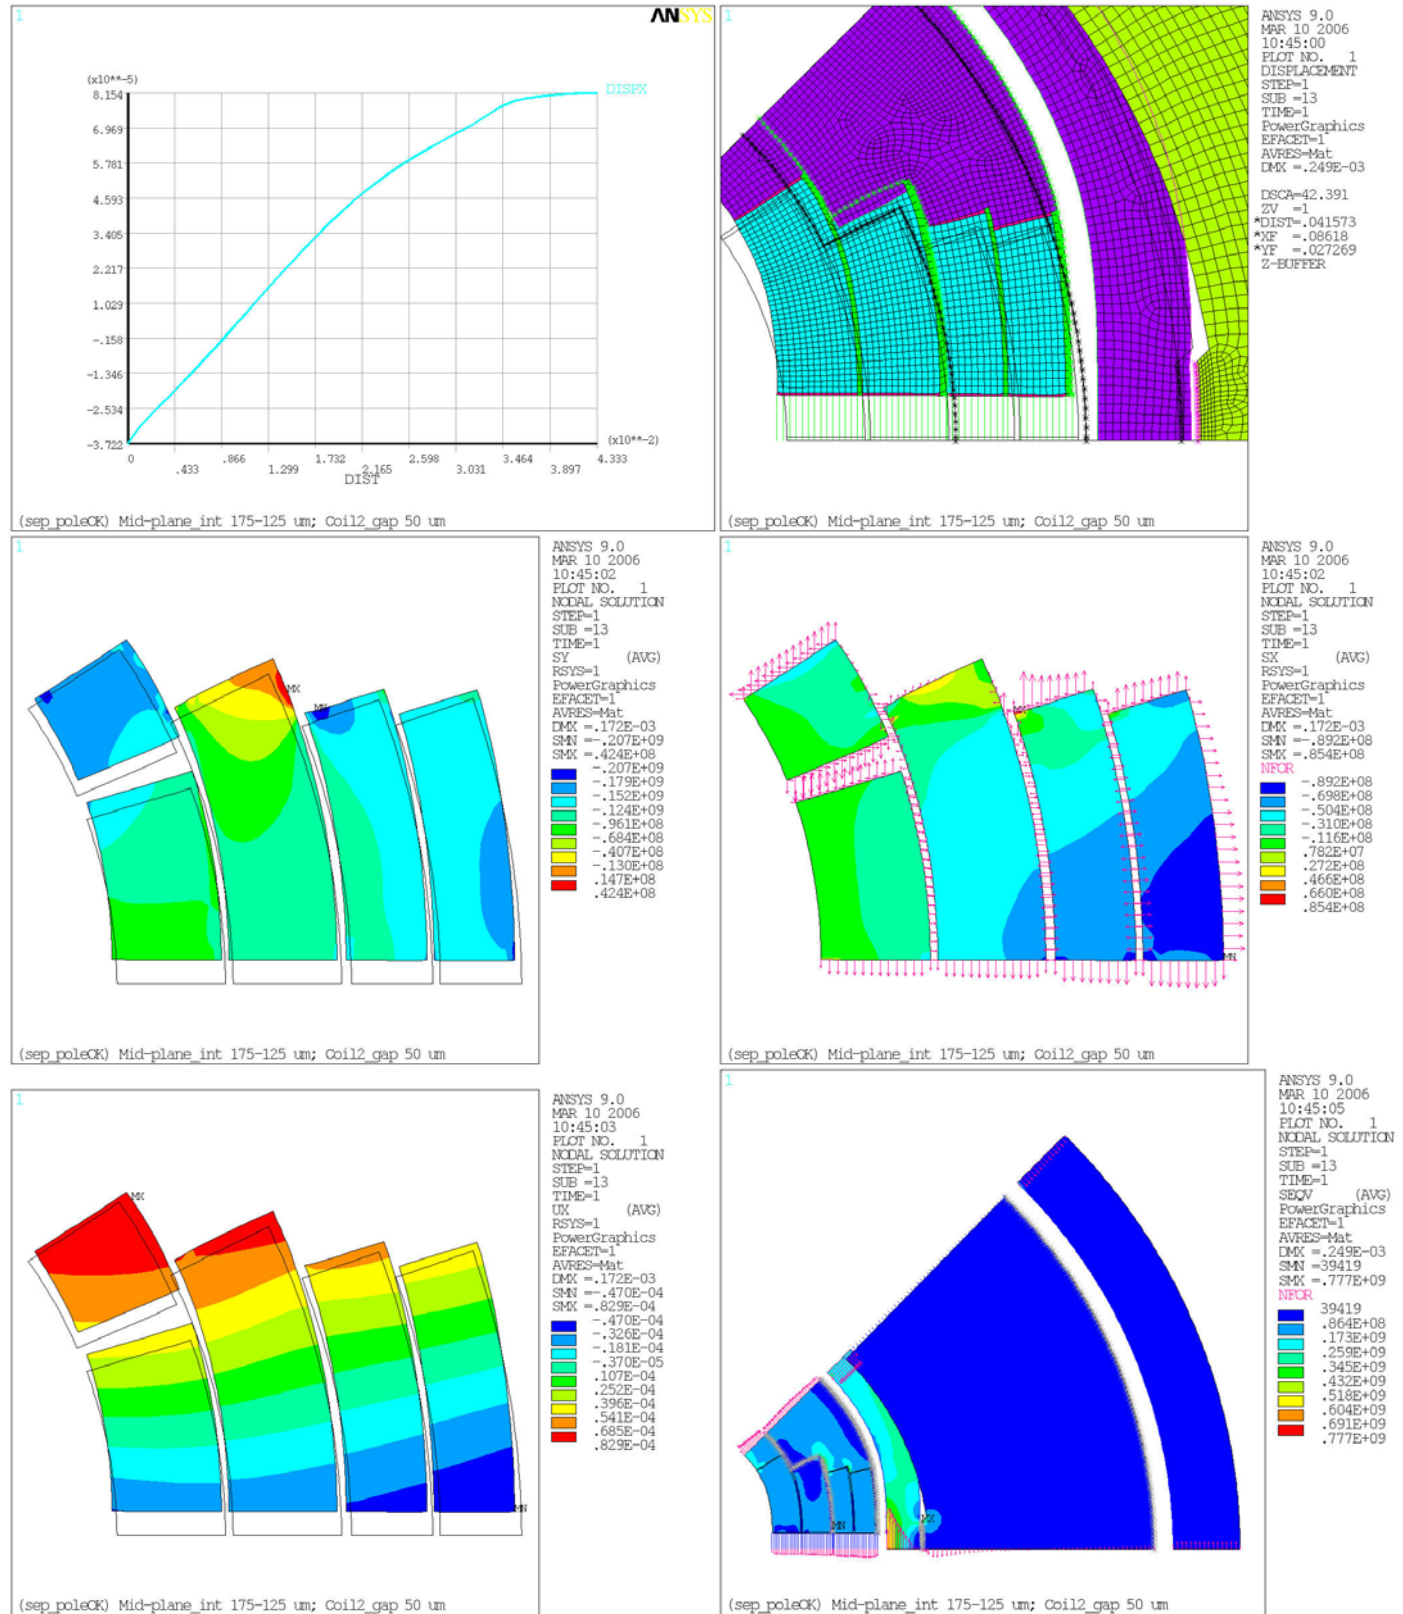 1
ANSYS
(x10**-5)
8.154
DISPX
6.969
5.781
4.593
3.405
2.217
1.029
-.158
-1.346
-2.534
-3.722
(x10**-2)
0
.433
.866
1.299
1.732
2.165
2.598
3.031
3.464
3.897
4.333
DIST
(sep_poleOK) Mid-plane_int 175-125 um; Coil2_gap 50 um
1
ANSYS 9.0
MAR 10 2006
10:45:00
PLOT NO. 1
DISPLACEMENT
STEP=1
SUB =13
TIME=1
PowerGraphics
EFACET=1
AVRES=Mat
DMX =.249E-03
DSCA=42.391
ZV =1
*DIST=.041573
*XF =.08618
*YF =.027269
Z-BUFFER
(sep_poleOK) Mid-plane_int 175-125 um; Coil2_gap 50 um
1
MX
MN
ANSYS 9.0
MAR 10 2006
10:45:02
PLOT NO. 1
NODAL SOLUTION
STEP=1
SUB =13
TIME=1
SY (AVG)
RSYS=1
PowerGraphics
EFACET=1
AVRES=Mat
DMX =.172E-03
SMN =-.207E+09
SMX =.424E+08
-.207E+09
-.179E+09
-.152E+09
-.124E+09
-.961E+08
-.684E+08
-.407E+08
-.130E+08
.147E+08
.424E+08
(sep_poleOK) Mid-plane_int 175-125 um; Coil2_gap 50 um
1
MX
MN
ANSYS 9.0
MAR 10 2006
10:45:02
PLOT NO. 1
NODAL SOLUTION
STEP=1
SUB =13
TIME=1
SX (AVG)
RSYS=1
PowerGraphics
EFACET=1
AVRES=Mat
DMX =.172E-03
SMN =-.892E+08
SMX =.854E+08
NFOR
-.892E+08
-.698E+08
-.504E+08
-.310E+08
-.116E+08
.782E+07
.272E+08
.466E+08
.660E+08
.854E+08
(sep_poleOK) Mid-plane_int 175-125 um; Coil2_gap 50 um
1
MX
MN
ANSYS 9.0
MAR 10 2006
10:45:03
PLOT NO. 1
NODAL SOLUTION
STEP=1
SUB =13
TIME=1
UX (AVG)
RSYS=1
PowerGraphics
EFACET=1
AVRES=Mat
DMX =.172E-03
SMN =-.470E-04
SMX =.829E-04
-.470E-04
-.326E-04
-.181E-04
-.370E-05
.107E-04
.252E-04
.396E-04
.541E-04
.685E-04
.829E-04
(sep_poleOK) Mid-plane_int 175-125 um; Coil2_gap 50 um
1
MX
MN
ANSYS 9.0
MAR 10 2006
10:45:05
PLOT NO. 1
NODAL SOLUTION
STEP=1
SUB =13
TIME=1
SEQV (AVG)
PowerGraphics
EFACET=1
AVRES=Mat
DMX =.249E-03
SMN =39419
SMX =.777E+09
NFOR
39419
.864E+08
.173E+09
.259E+09
.345E+09
.432E+09
.518E+09
.604E+09
.691E+09
.777E+09
(sep_poleOK) Mid-plane_int 175-125 um; Coil2_gap 50 um